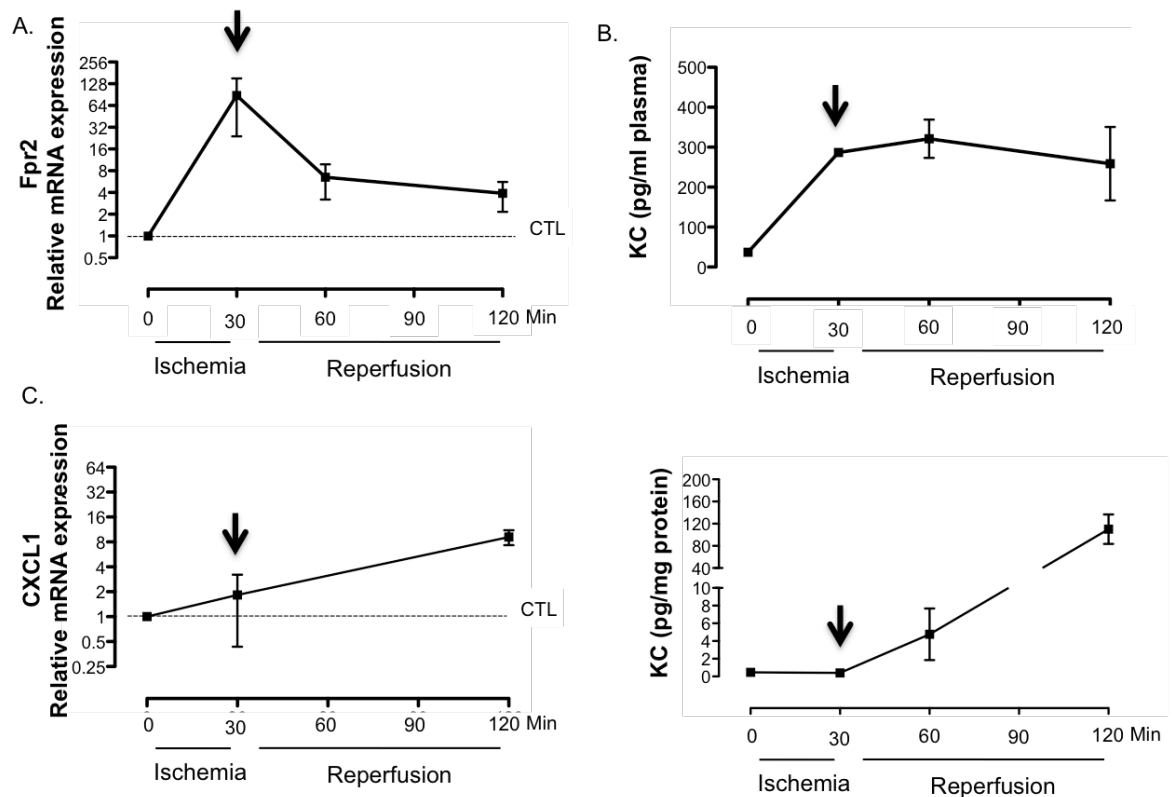 A.
Fpr2
Relative mRNA expression
256
128
64
32
16
8
4
2
1
0.5
CTL
0 30 60 90 120 Min
Ischemia Reperfusion
B.
KC (pg/ml plasma)
500
400
300
200
100
0
0 30 60 90 120
Ischemia Reperfusion
C.
CXCL1
Relative mRNA expression
64
32
16
8
4
2
1
0.5
0.25
CTL
0 30 60 90 120 Min
Ischemia Reperfusion
KC (pg/mg protein)
200
160
120
80
40
10
8
6
4
2
0
0 30 60 90 120 Min
Ischemia Reperfusion